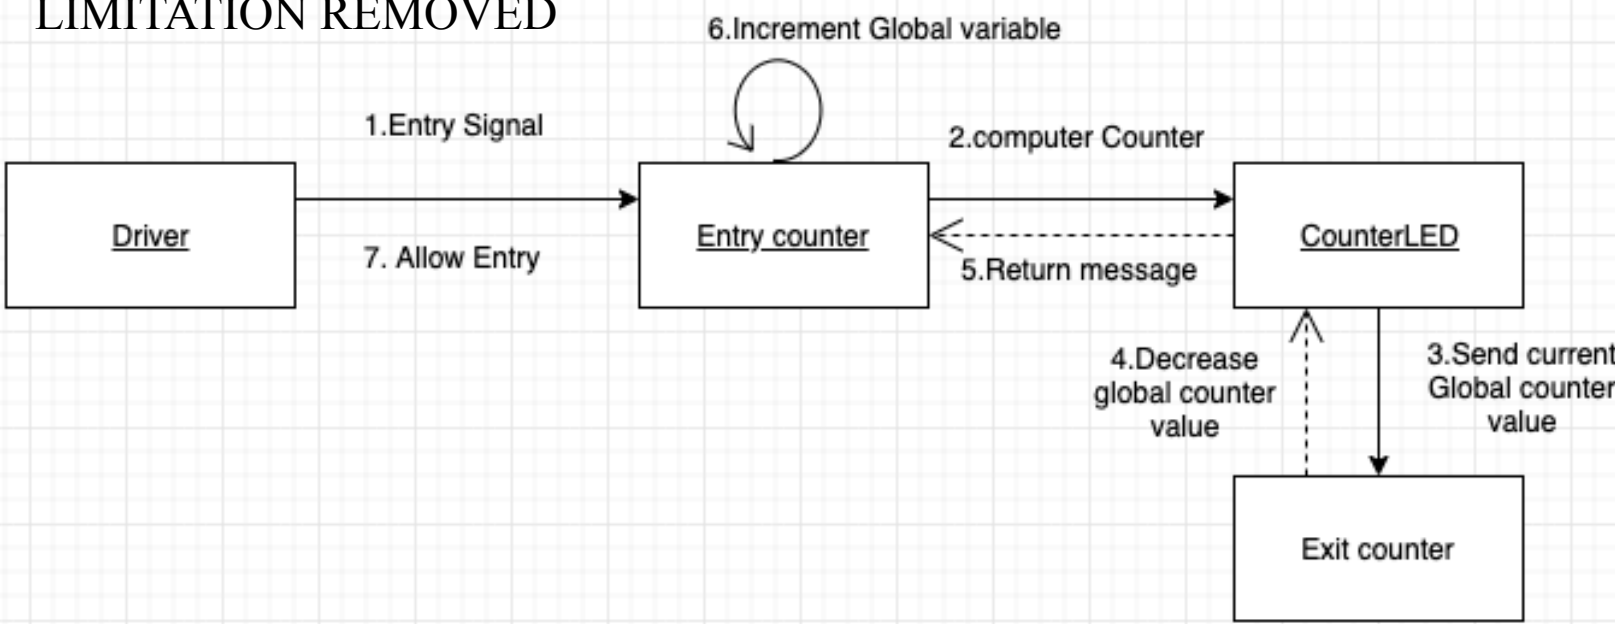 LIMITATION REMOVED
6.Increment Global variable
1.Entry Signal
2.computer Counter
Driver
Entry counter
CounterLED
7. Allow Entry
5.Return message
4.Decrease
global counter
value
3.Send current
Global counter
value
Exit counter